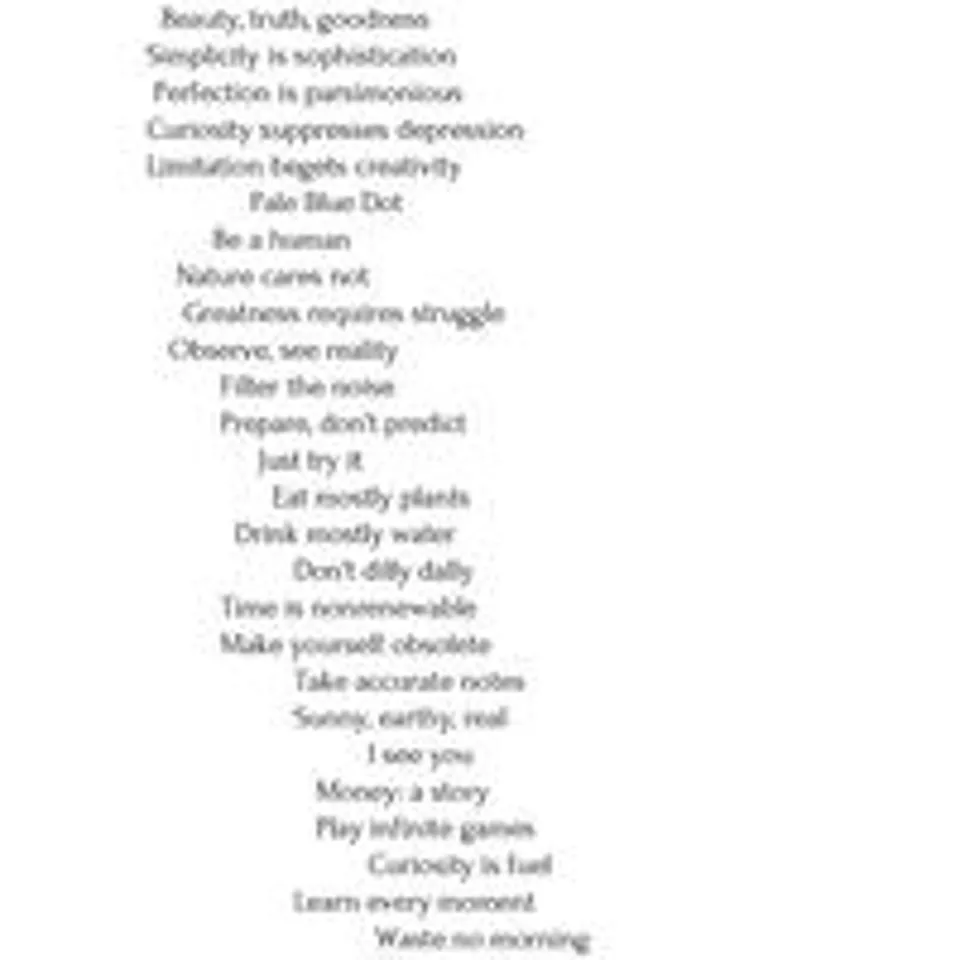 Beauty, truth, goodness
Simplicity is sophistication
Perfection is parsimonious
Curiosity suppresses depression
Limitation begets creativity
Pale Blue Dot
Be a human
Nature cares not
Greatness requires struggle
Observe, see reality
Filter the noise
Prepare, don't predict
Just try it
Eat mostly plants
Drink mostly water
Don't dilly dally
Time is nonrenewable
Make yourself obsolete
Take accurate notes
Sunny, earthy, real
I see you
Money: a story
Play infinite games
Curiosity is fuel
Learn every moment
Waste no morning